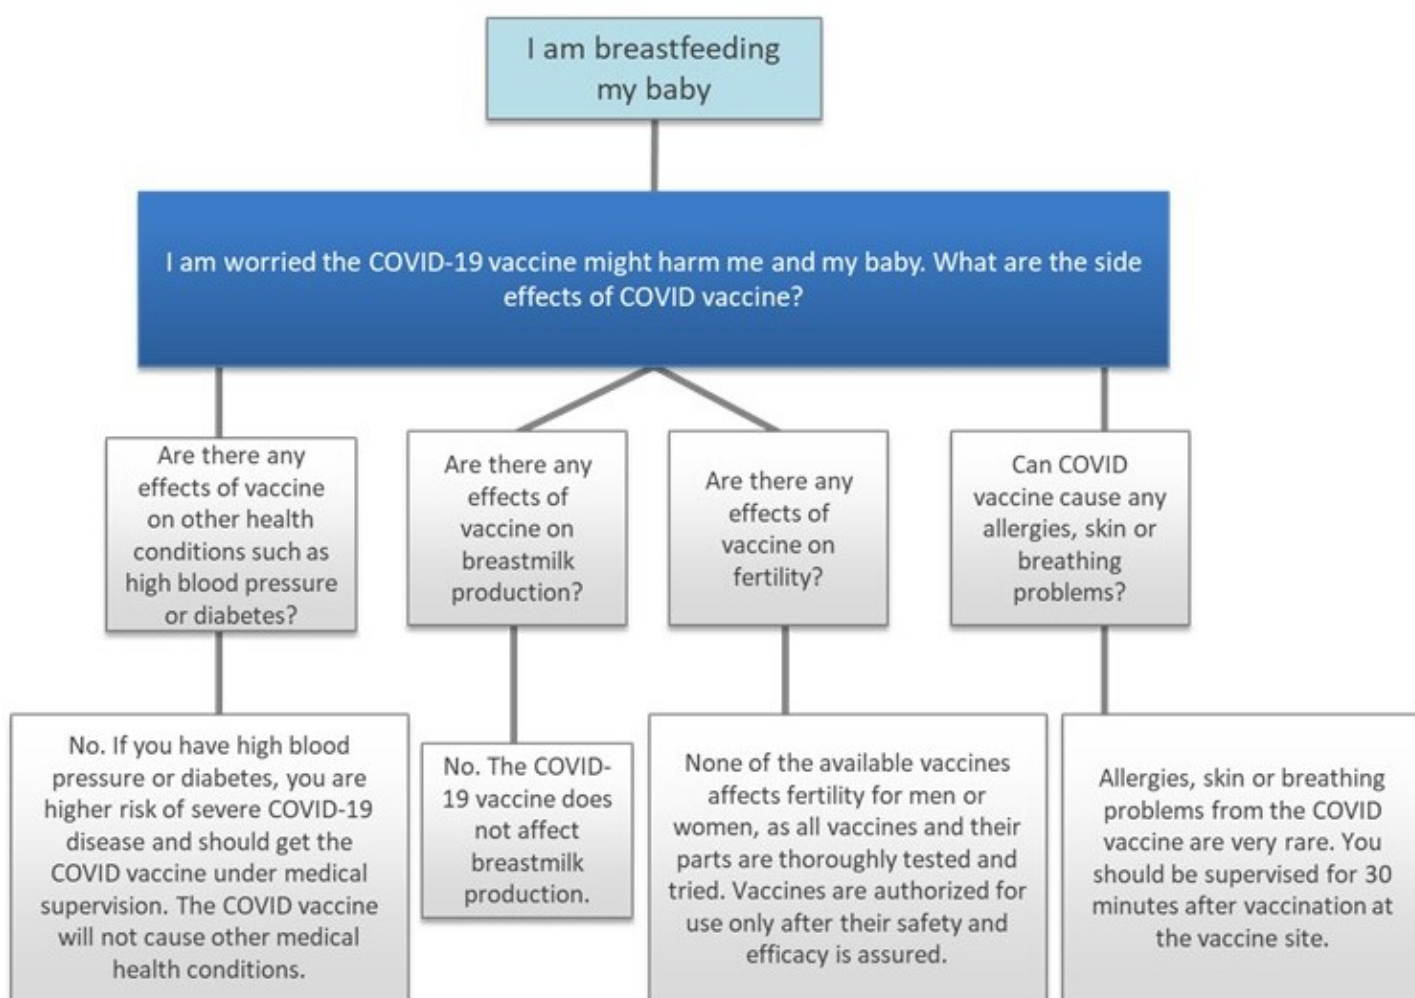 I am breastfeeding
my baby
I am worried the COVID-19 vaccine might harm me and my baby. What are the side
effects of COVID vaccine?
Are there any
effects of vaccine
on other health
conditions such as
high blood pressure
or diabetes?
Are there any
effects of
vaccine on
breastmilk
production?
Are there any
effects of
vaccine on
fertility?
Can COVID
vaccine cause any
allergies, skin or
breathing
problems?
No. If you have high blood
pressure or diabetes, you are
higher risk of severe COVID-19
disease and should get the
COVID vaccine under medical
supervision. The COVID vaccine
will not cause other medical
health conditions.
No. The COVID-
19 vaccine does
not affect
breastmilk
production.
None of the available vaccines
affects fertility for men or
women, as all vaccines and their
parts are thoroughly tested and
tried. Vaccines are authorized for
use only after their safety and
efficacy is assured.
Allergies, skin or breathing
problems from the COVID
vaccine are very rare. You
should be supervised for 30
minutes after vaccination at
the vaccine site.